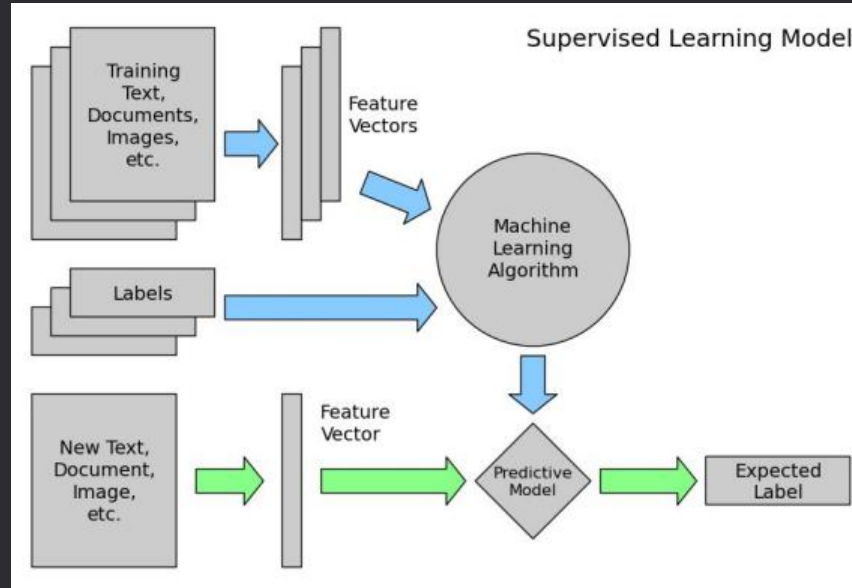 Supervised Learning Model
Training
Text,
Documents,
Images,
etc.
Feature
Vectors
Machine
Learning
Algorithm
Labels
New Text,
Document,
Image,
etc.
Feature
Vector
Predictive
Model
Expected
Label